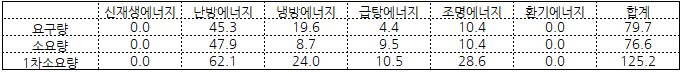 신재생에너지 난방에너지 냉방에너지 급탕에너지 조명에너지 환기에너지 합계
요구량 0.0 45.3 19.6 4.4 10.4 0.0 79.7
소요량 0.0 47.9 8.7 9.5 10.4 0.0 76.6
1차소요량 0.0 62.1 24.0 10.5 28.6 0.0 125.2